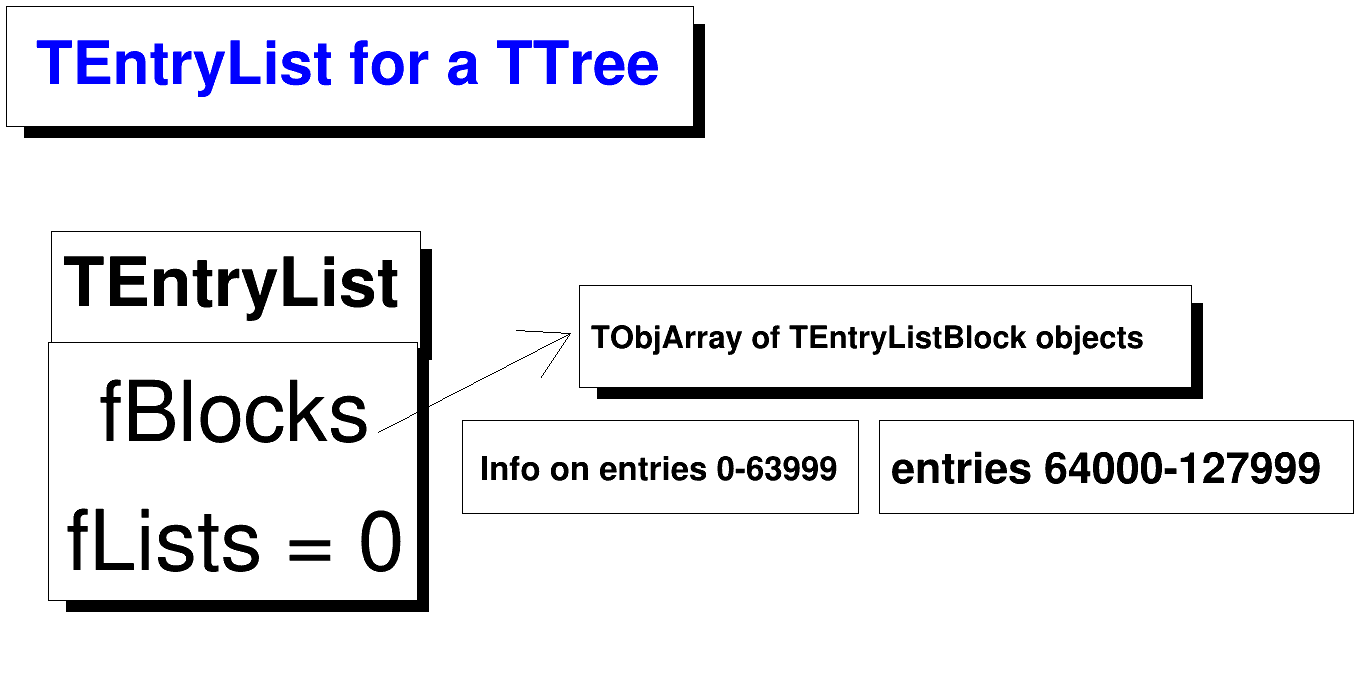 TEntryList for a TTree
TEntryList
fBlocks
fLists = 0
TObjArray of TEntryListBlock objects
Info on entries 0-63999
entries 64000-127999